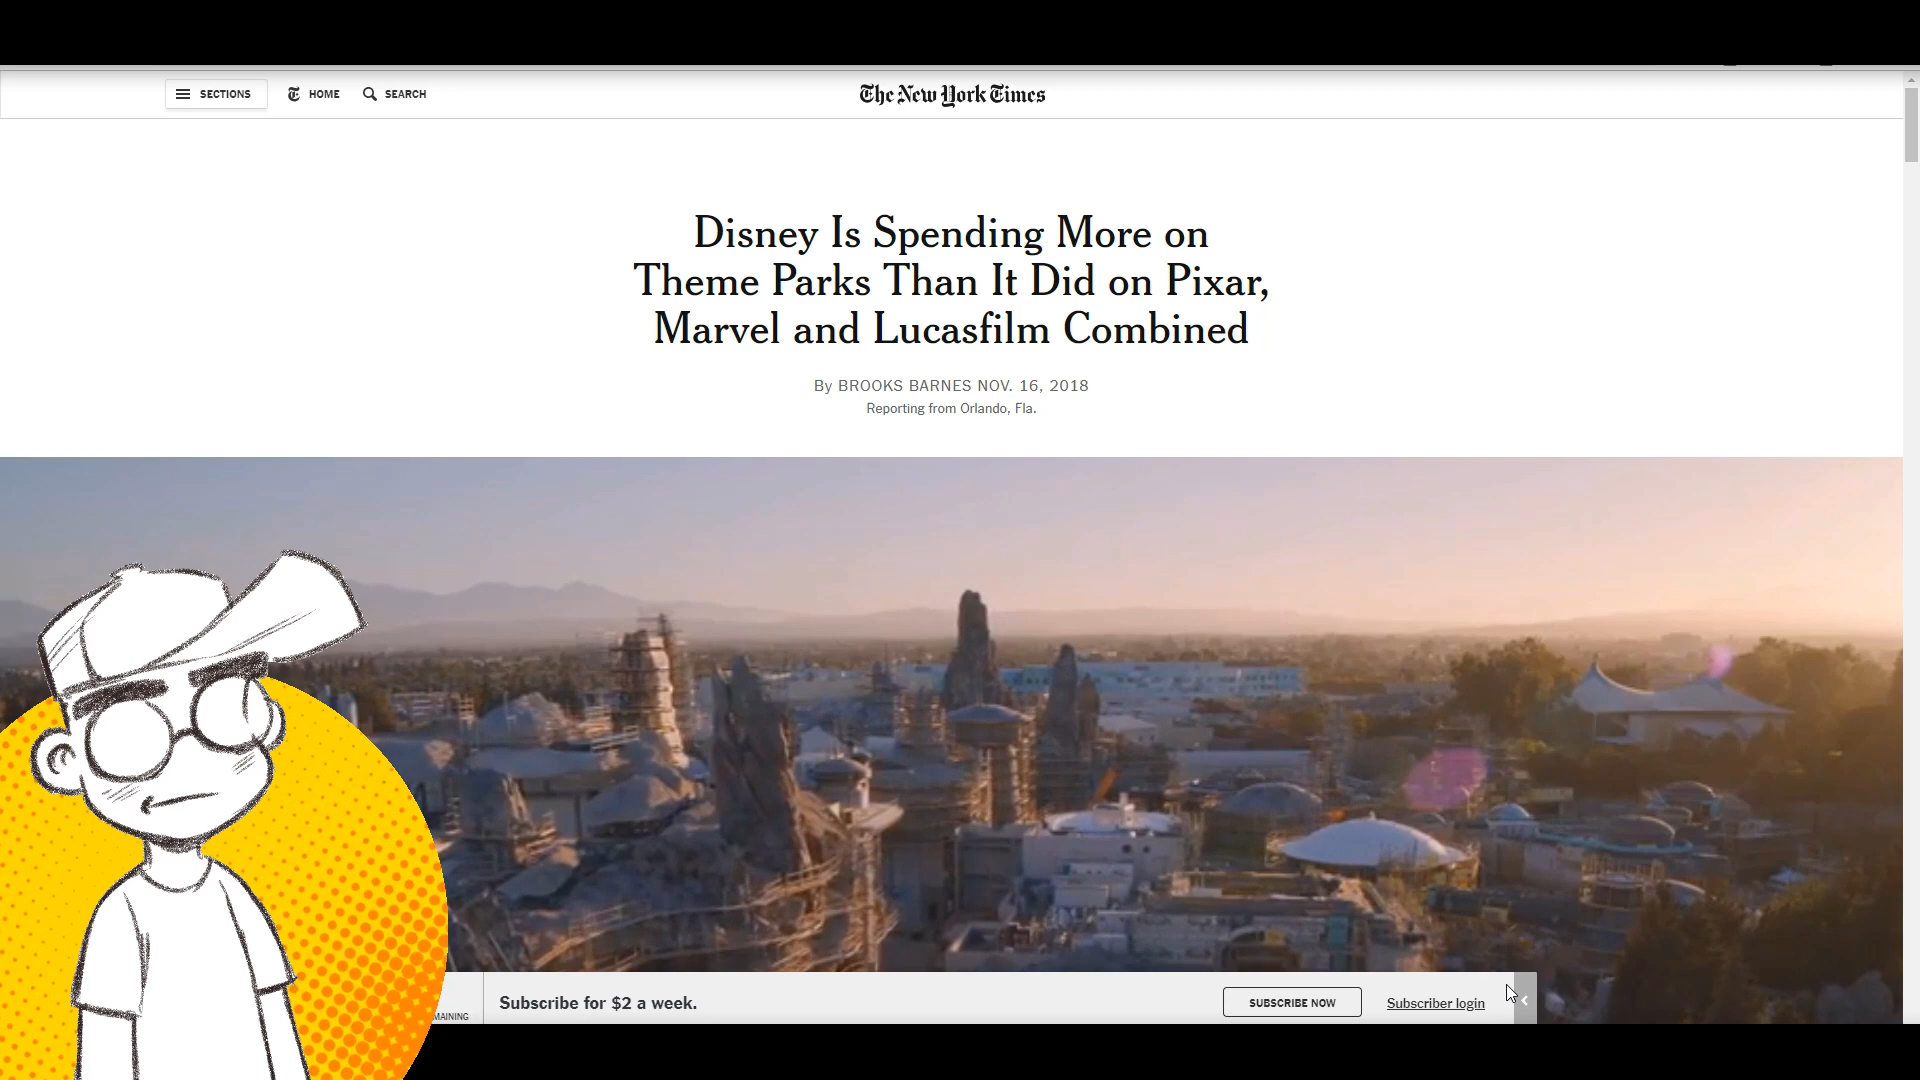 SECTIONS
HOME
SEARCH
The New York Times
Disney Is Spending More on
Theme Parks Than It Did on Pixar,
Marvel and Lucasfilm Combined
By BROOKS BARNES NOV. 16, 2018
Reporting from Orlando, Fla.
MAINING
Subscribe for $2 a week.
SUBSCRIBE NOW
Subscriber login